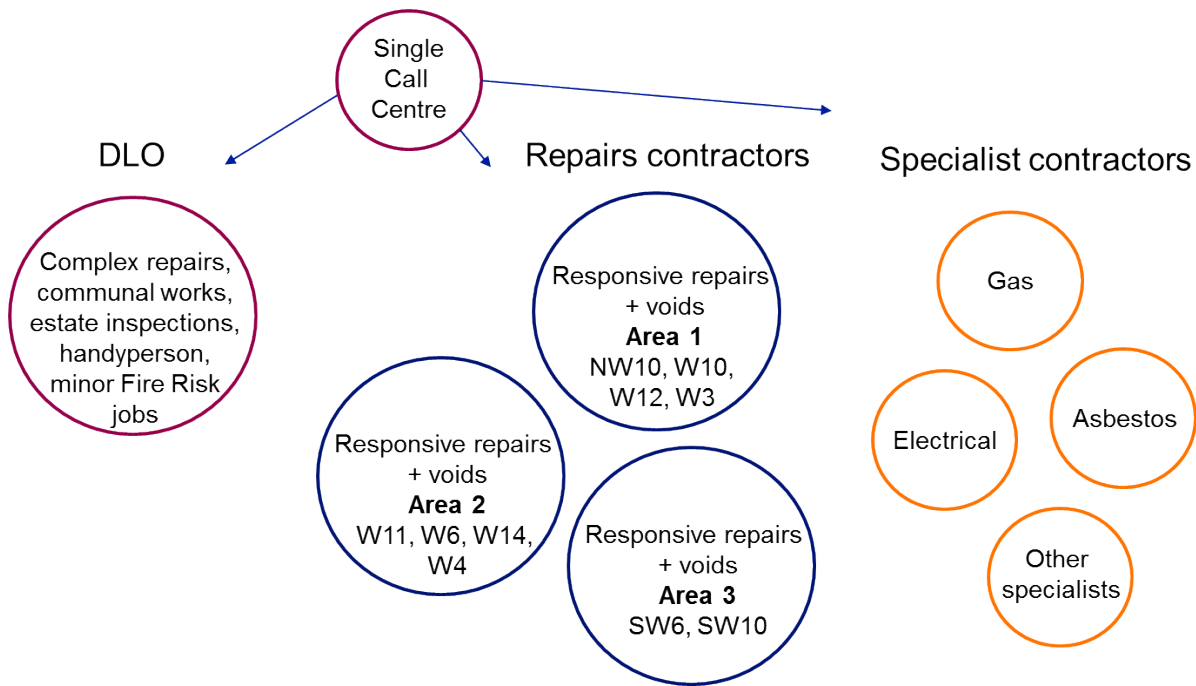 Single
Call
Centre
DLO
Repairs contractors
Specialist contractors
Complex repairs,
communal works,
estate inspections,
handyperson,
minor Fire Risk
jobs
Responsive repairs
+ voids
Area 1
NW10, W10,
W12, W3
Responsive repairs
+ voids
Area 2
W11, W6, W14,
W4
Responsive repairs
+ voids
Area 3
SW6, SW10
Gas
Asbestos
Electrical
Other
specialists